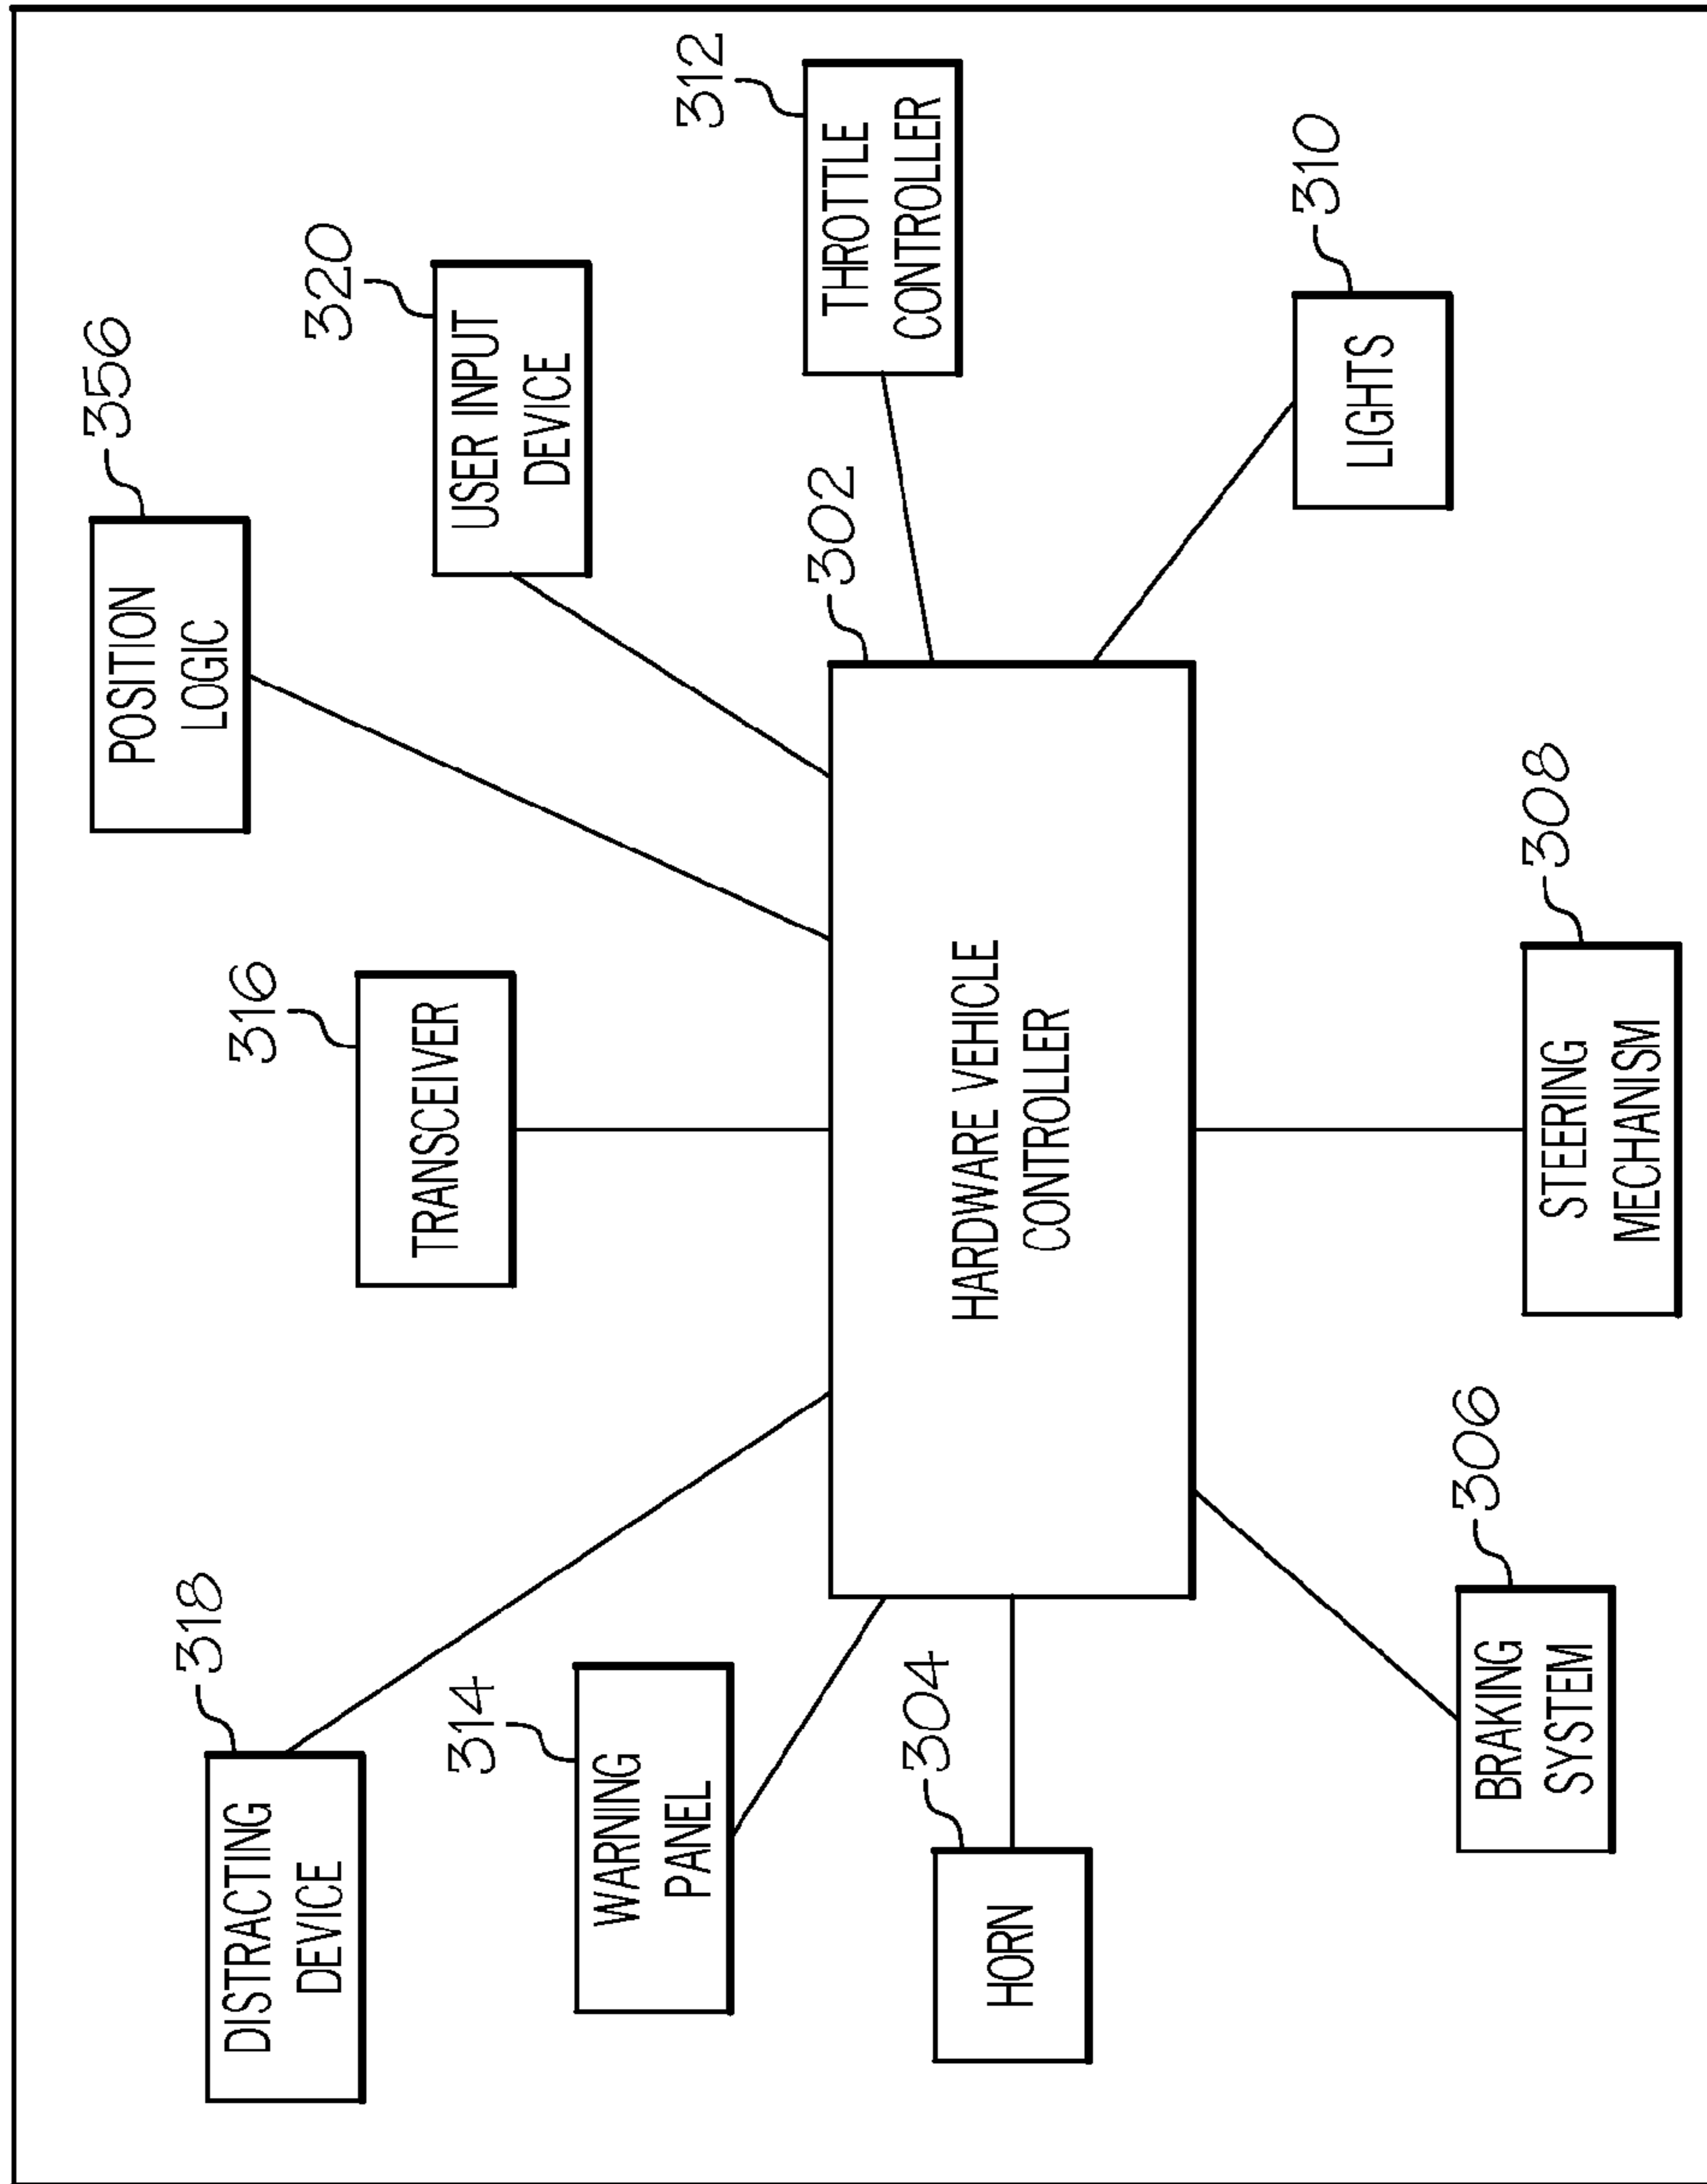 318
DISTRACTING
DEVICE
316
TRANSCEIVER
356
POSITION
LOGIC
320
USER INPUT
DEVICE
314
WARNING
PANEL
312
THROTTLE
CONTROLLER
304
HORN
302
HARDWARE VEHICLE
CONTROLLER
310
LIGHTS
306
BRAKING
SYSTEM
308
STEERING
MECHANISM